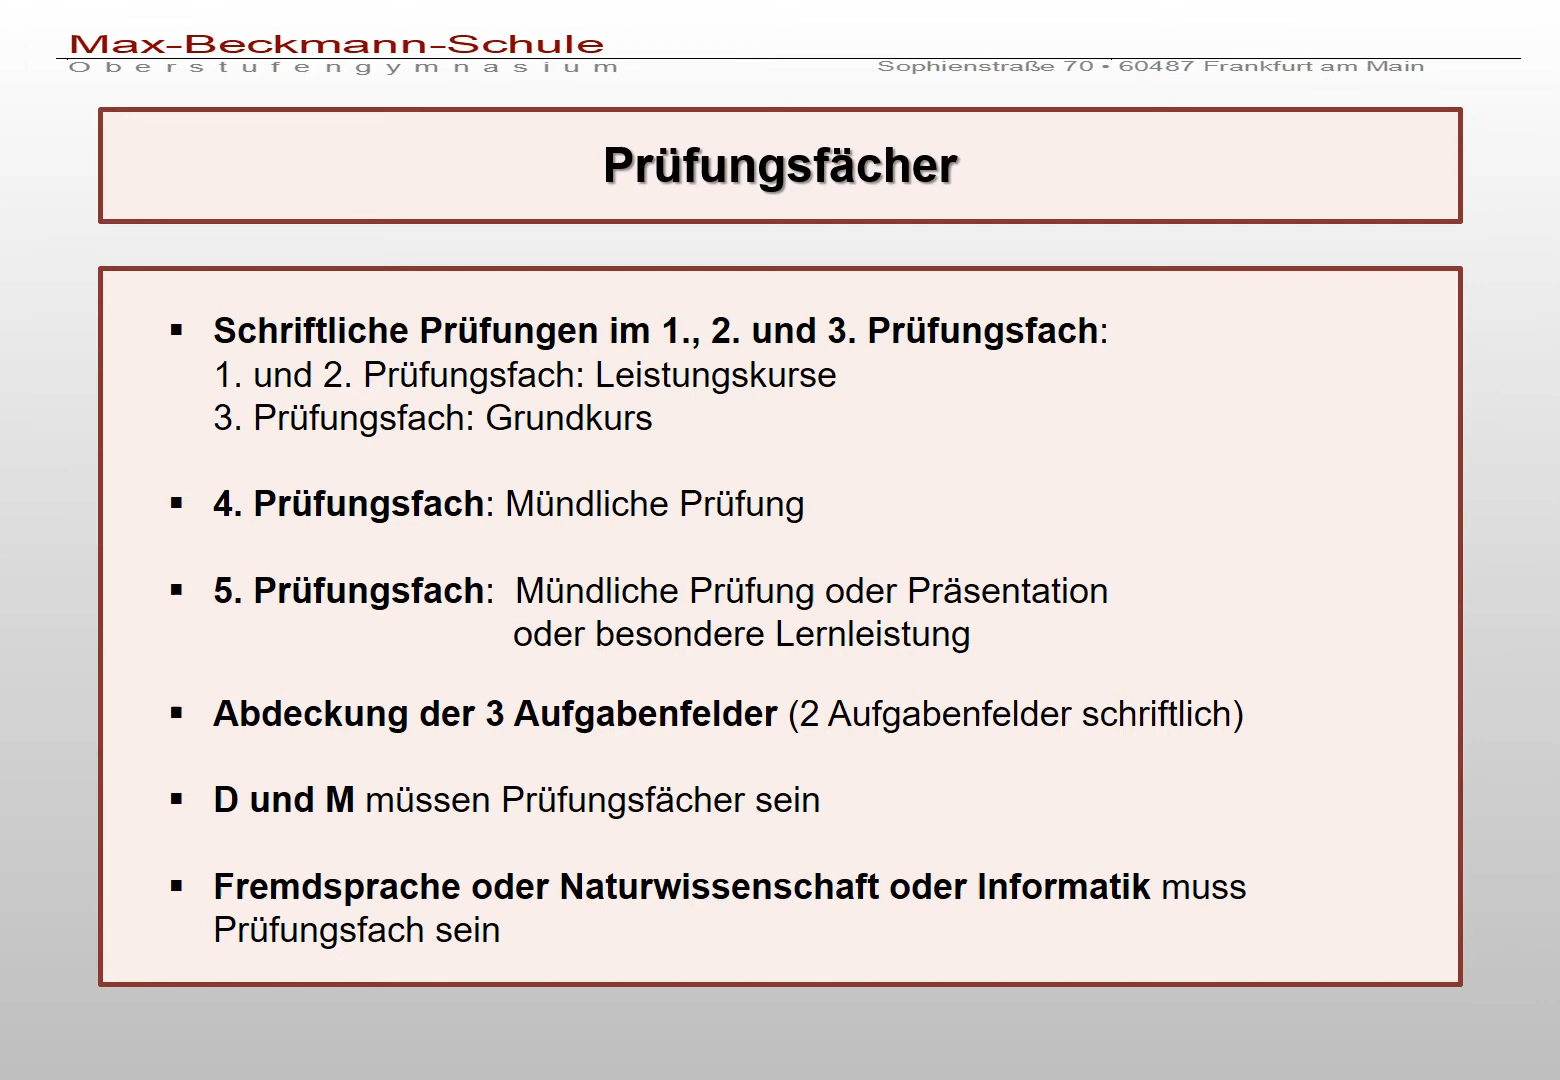 Max-Beckmann-Schule
Oberstufengymnasium
Sophienstraße 70 • 60487 Frankfurt am Main
Prüfungsfächer
▪ Schriftliche Prüfungen im 1., 2. und 3. Prüfungsfach:
1. und 2. Prüfungsfach: Leistungskurse
3. Prüfungsfach: Grundkurs
▪ 4. Prüfungsfach: Mündliche Prüfung
▪ 5. Prüfungsfach: Mündliche Prüfung oder Präsentation
oder besondere Lernleistung
▪ Abdeckung der 3 Aufgabenfelder (2 Aufgabenfelder schriftlich)
▪ D und M müssen Prüfungsfächer sein
▪ Fremdsprache oder Naturwissenschaft oder Informatik muss
Prüfungsfach sein